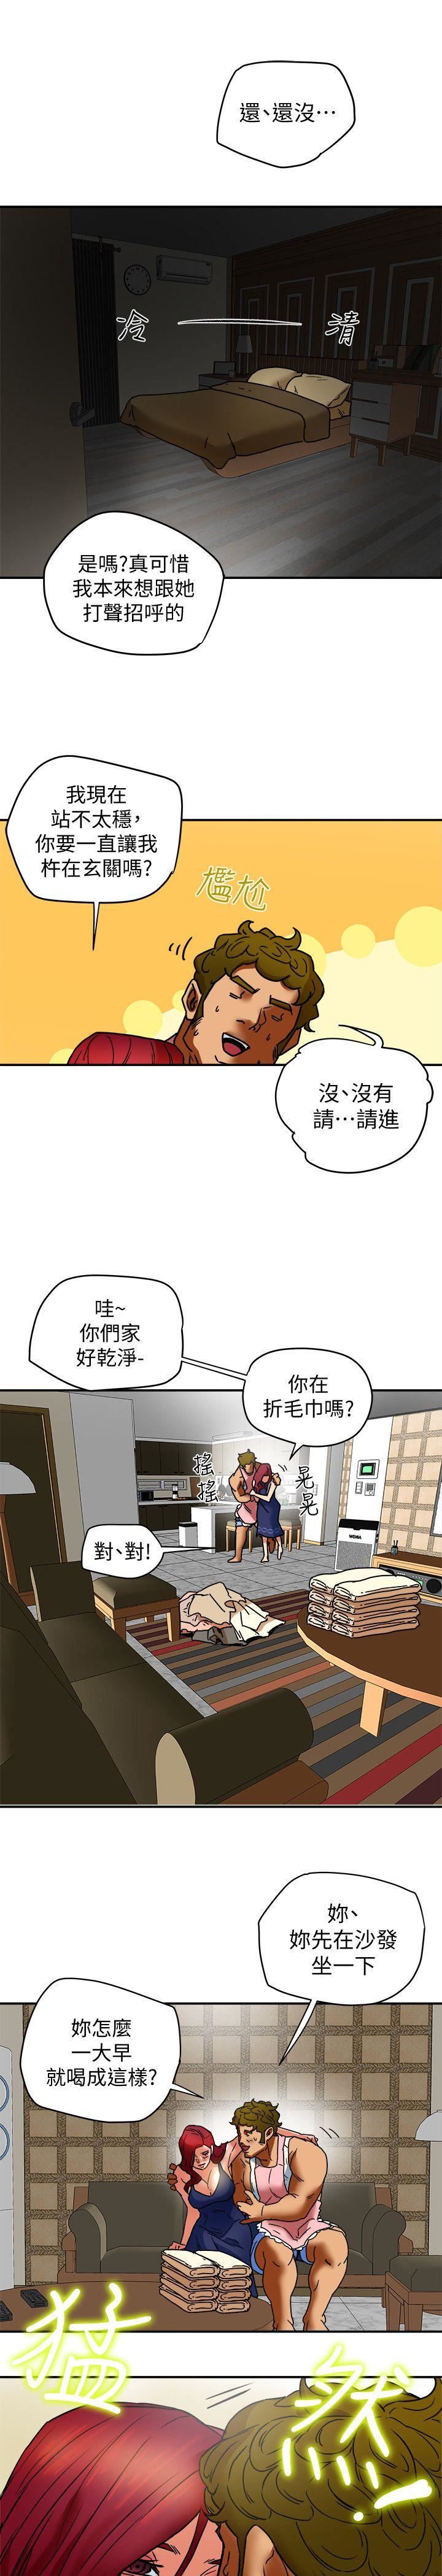 還、還沒…
冷清
是嗎?真可惜
我本來想跟她
打聲招呼的
我現在
站不太穩,
你要一直讓我
杵在玄關嗎?
尷尬
沒、沒有
請…請進
哇~
你們家
好乾淨-
你在
折毛巾嗎?
搖搖
晃晃
對、對!
妳、
妳先在沙發
坐一下
妳怎麼
一大早
就喝成這樣?
猛然!